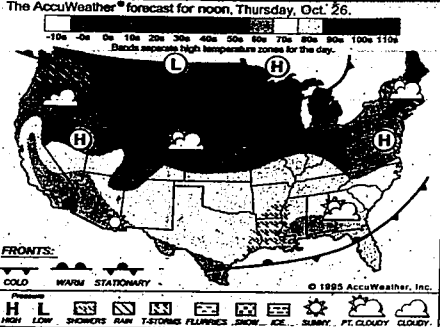 The AccuWeather® forecast for noon, Thursday, Oct. 26.
-10s -0s 0s 10s 20s 30s 40s 50s 60s 70s 80s 90s 100s 110s
Bands separate high temperature zones for the day.
L
H
H
H
FRONTS:
COLD WARM STATIONARY
© 1995 AccuWeather, Inc.
Pressure
H L
HIGH LOW SHOWERS RAIN T-STORMS FLURRIES SNOW ICE SUNNY PT. CLOUDY CLOUDY